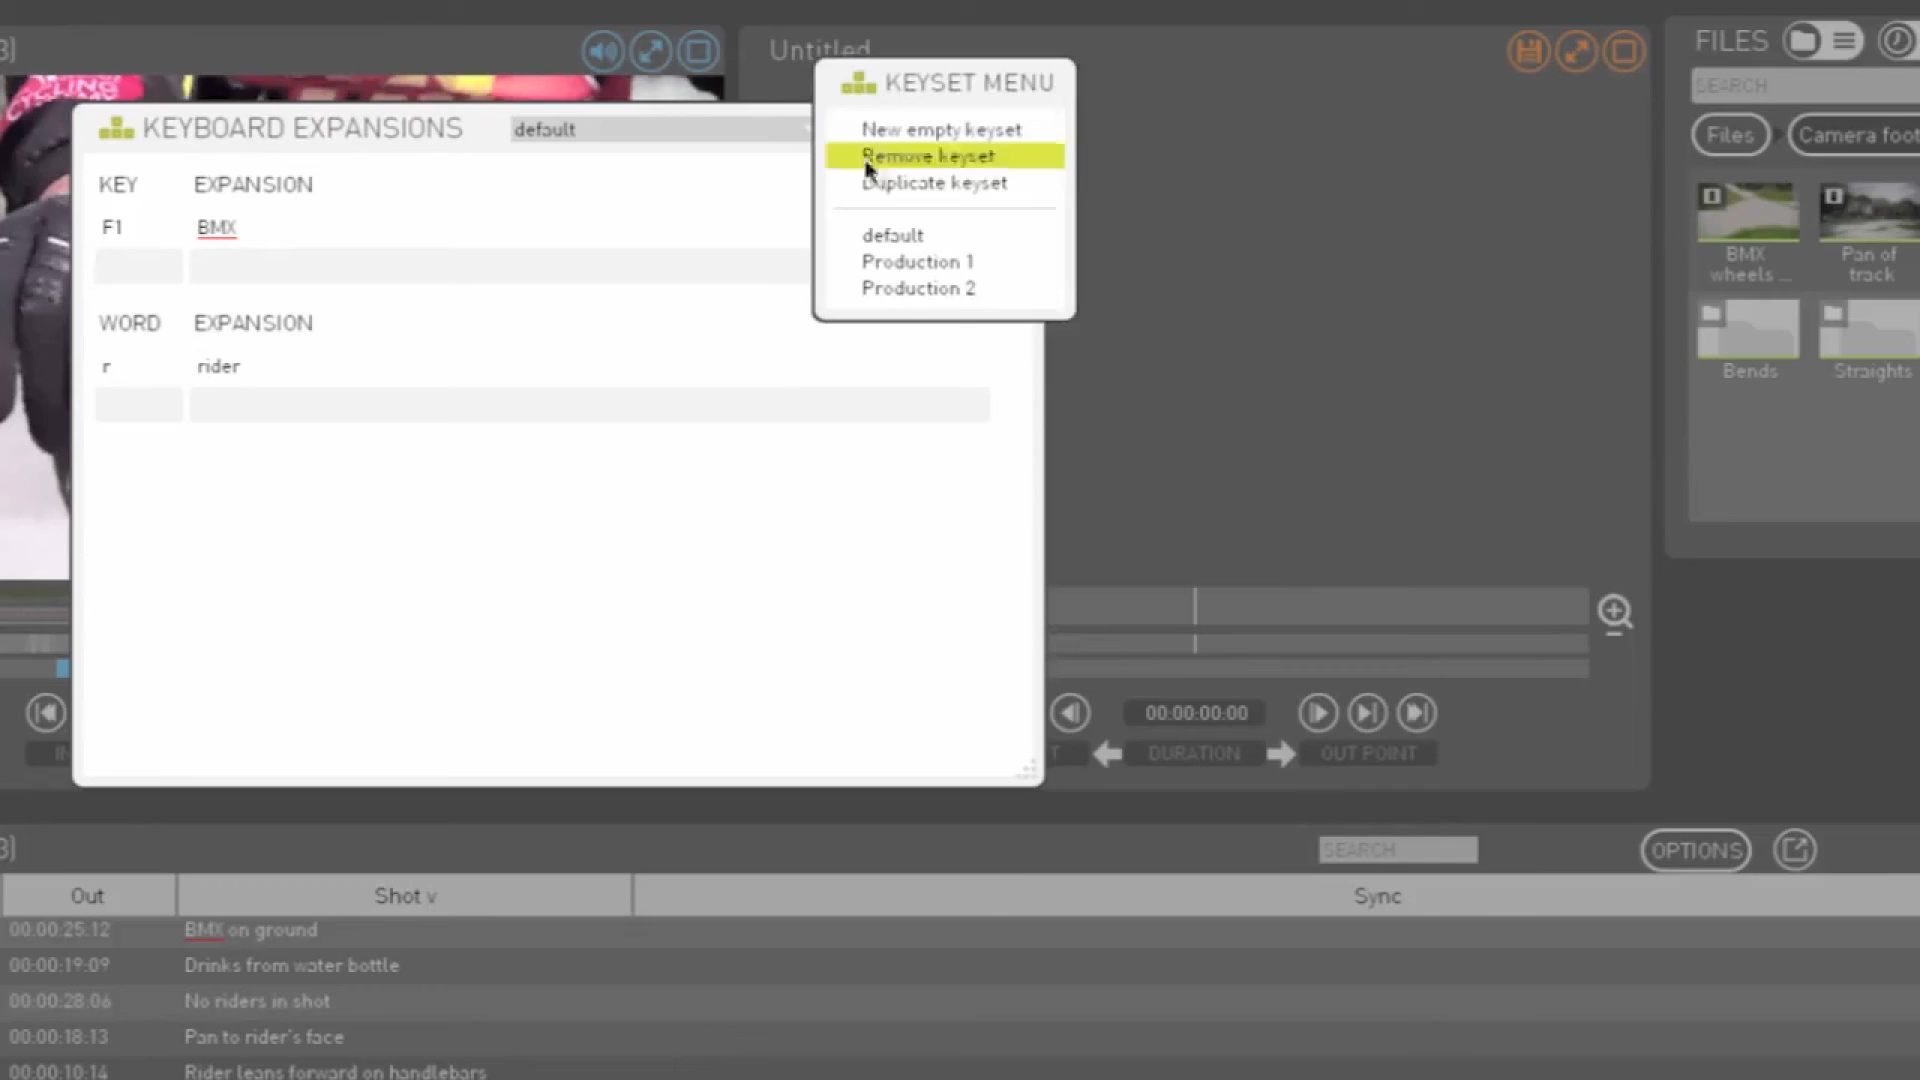 3]
Untitled
FILES
SEARCH
Files
Camera foot
BMX
wheels ...
Pan of
track
Bends
Straights
CYCLING
KEYBOARD EXPANSIONS
default
KEY EXPANSION
F1 BMX
WORD EXPANSION
r rider
KEYSET MENU
New empty keyset
Remove keyset
Duplicate keyset
default
Production 1
Production 2
00:00:00:00
IN
T
DURATION
OUT POINT
3]
SEARCH
OPTIONS
Out Shot v Sync
00:00:25:12 BMX on ground
00:00:19:09 Drinks from water bottle
00:00:28:06 No riders in shot
00:00:18:13 Pan to rider's face
00:00:10:14 Rider leans forward on handlebars